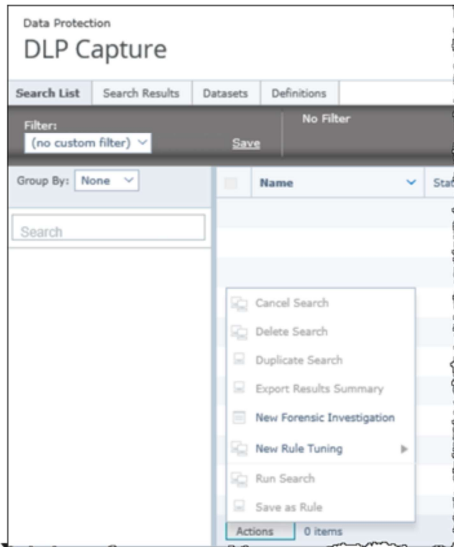 Data Protection
DLP Capture
Search List Search Results Datasets Definitions
Filter:
(no custom filter)
Save
No Filter
Group By: None
Name
Search
Cancel Search
Delete Search
Duplicate Search
Export Results Summary
New Forensic Investigation
New Rule Tuning
Run Search
Save as Rule
Actions 0 items